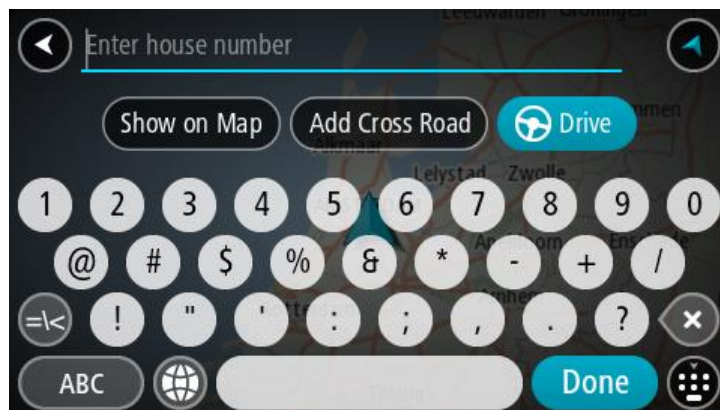 Leeuwarden Groningen
Enter house number
Show on Map Add Cross Road Drive
Alkmaar
Lelystad Zwolle
1 2 3 4 5 6 7 8 9 0
@ # $ % & * - + /
=\< ! " ' : ; , . ?
ABC Done
Tilburg